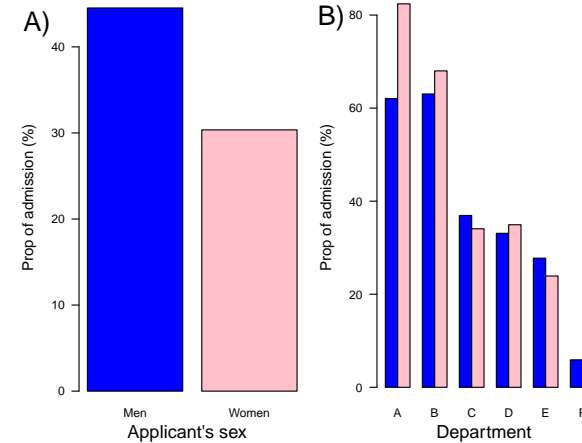 A)
Prop of admission (%)
40
30
20
10
0
Men Women
Applicant's sex
B)
Prop of admission (%)
80
60
40
20
0
A B C D E F
Department